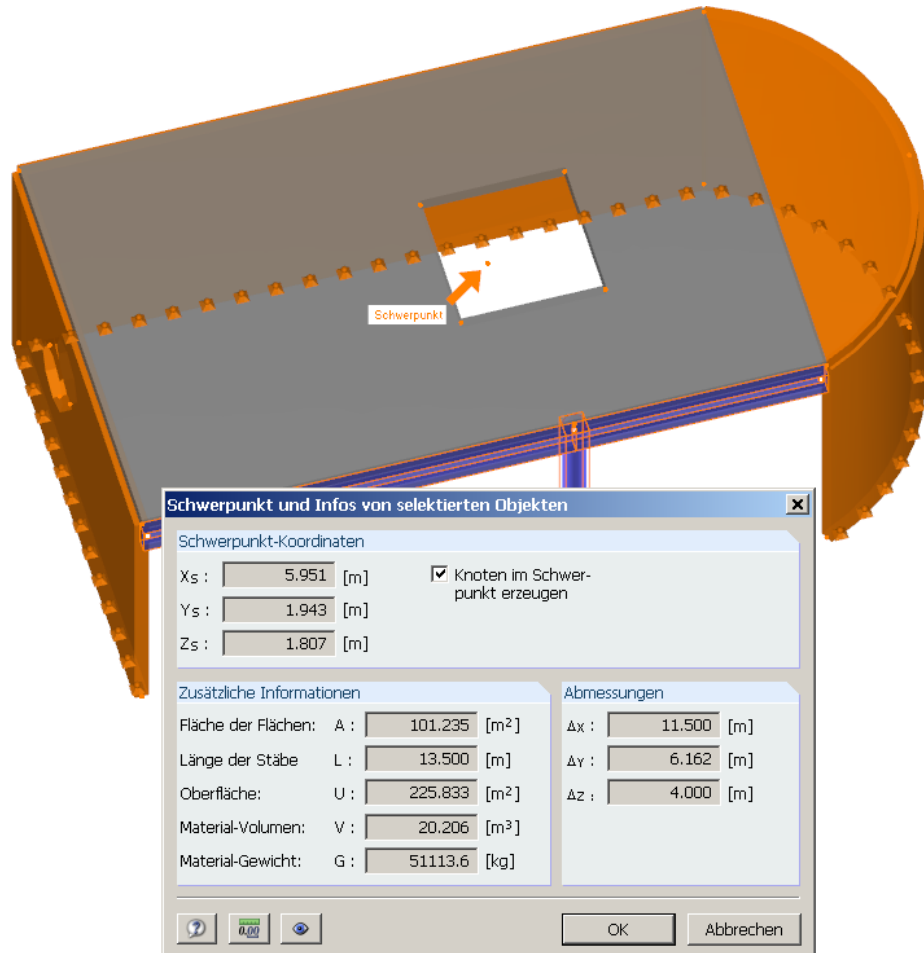 Schwerpunkt
Schwerpunkt und Infos von selektierten Objekten
Schwerpunkt-Koordinaten
Xs : 5.951 [m]
Knoten im Schwer-
punkt erzeugen
Ys : 1.943 [m]
Zs : 1.807 [m]
Zusätzliche Informationen
Fläche der Flächen: A : 101.235 [m²]
Länge der Stäbe L : 13.500 [m]
Oberfläche: U : 225.833 [m²]
Material-Volumen: V : 20.206 [m³]
Material-Gewicht: G : 51113.6 [kg]
Abmessungen
Δx : 11.500 [m]
Δy : 6.162 [m]
Δz : 4.000 [m]
0.00
OK Abbrechen